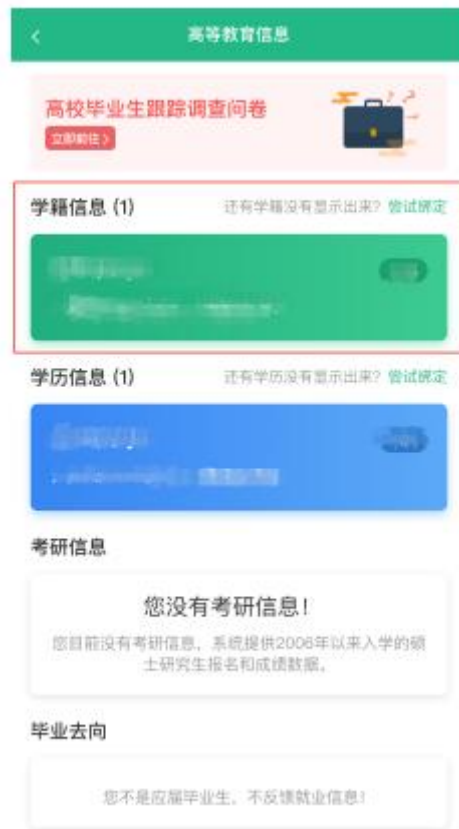 高等教育信息
高校毕业生跟踪调查问卷
立即前往 >
学籍信息 (1)
还有学籍没有显示出来? 尝试绑定
学历信息 (1)
还有学历没有显示出来? 尝试绑定
考研信息
您没有考研信息!
您目前没有考研信息, 系统提供2006年以来入学的硕
士研究生报名和成绩数据。
毕业去向
您不是应届毕业生, 不反馈就业信息!